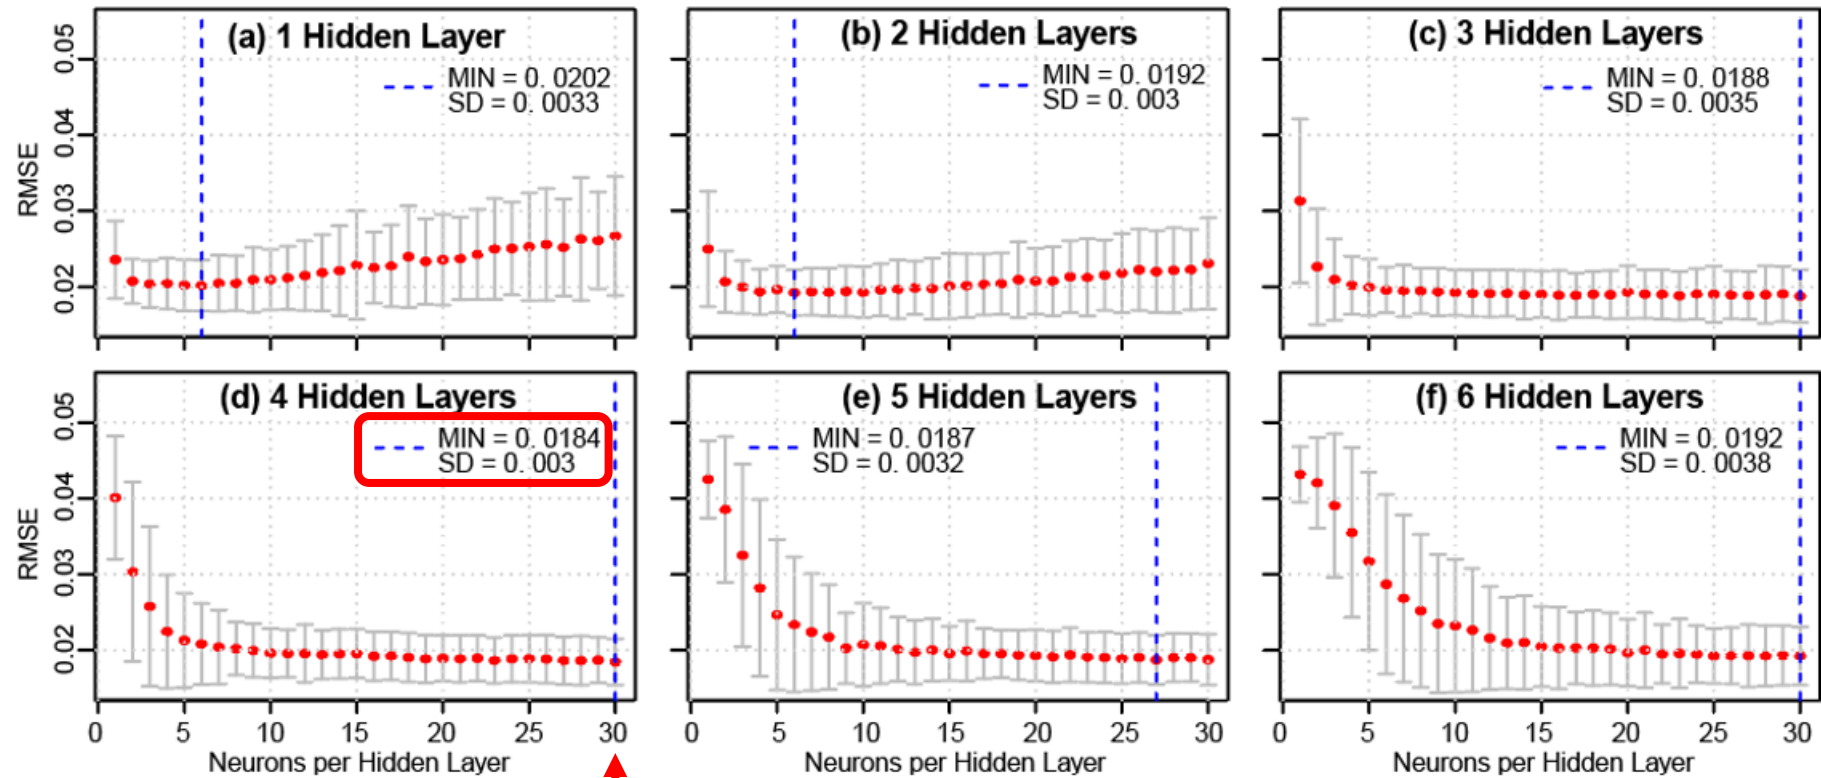 (a) 1 Hidden Layer
MIN = 0. 0202
SD = 0. 0033
(b) 2 Hidden Layers
MIN = 0. 0192
SD = 0. 003
(c) 3 Hidden Layers
MIN = 0. 0188
SD = 0. 0035
RMSE
0.05
0.04
0.03
0.02
(d) 4 Hidden Layers
MIN = 0. 0184
SD = 0. 003
(e) 5 Hidden Layers
MIN = 0. 0187
SD = 0. 0032
(f) 6 Hidden Layers
MIN = 0. 0192
SD = 0. 0038
RMSE
0.05
0.04
0.03
0.02
0 5 10 15 20 25 30
0 5 10 15 20 25 30
0 5 10 15 20 25 30
Neurons per Hidden Layer
Neurons per Hidden Layer
Neurons per Hidden Layer